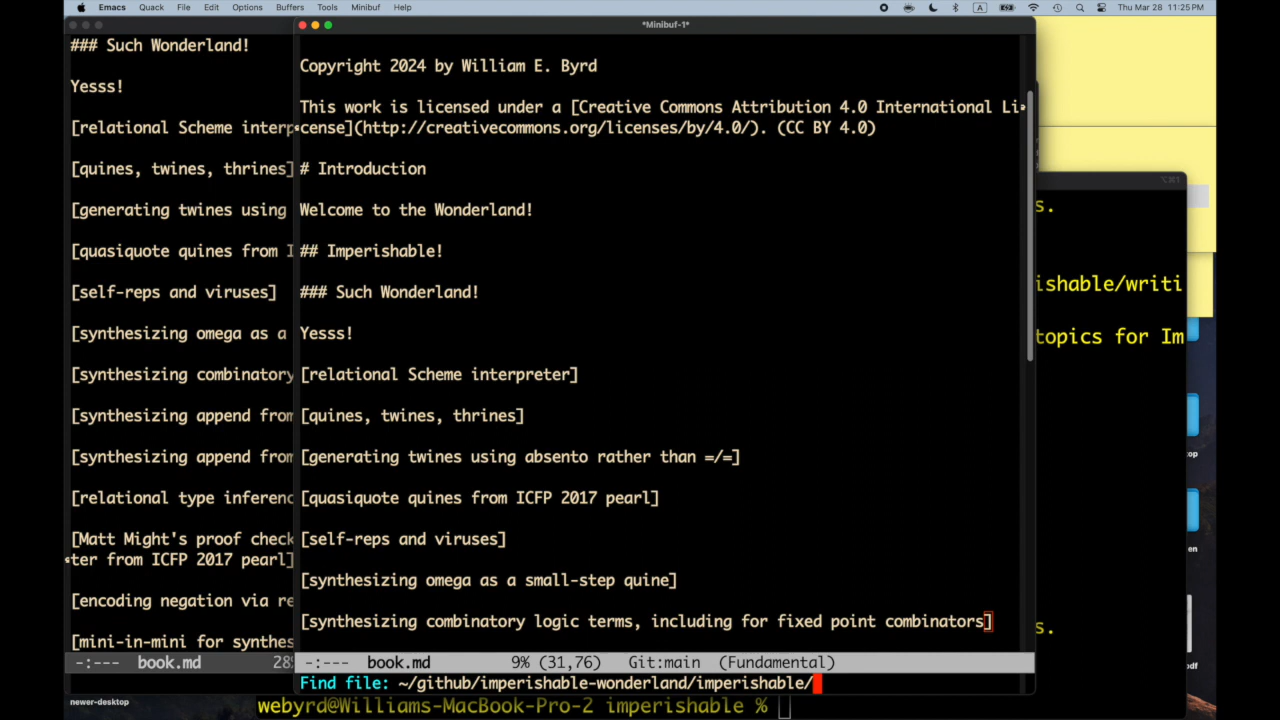 Emacs Quack File Edit Options Buffers Tools Minibuf Help A Thu Mar 28 11:25 PM
*Minibuf-1*
### Such Wonderland!
Yesss!
[relational Scheme interp
[quines, twines, thrines]
[generating twines using
[quasiquote quines from I
[self-reps and viruses]
[synthesizing omega as a
[synthesizing combinatory
[synthesizing append from
[synthesizing append from
[relational type inferenc
[Matt Might's proof check
ter from ICFP 2017 pearl]
[encoding negation via re
[mini-in-mini for synthes
-:--- book.md 28%
Copyright 2024 by William E. Byrd
This work is licensed under a [Creative Commons Attribution 4.0 International Li
cense](http://creativecommons.org/licenses/by/4.0/). (CC BY 4.0)
# Introduction
Welcome to the Wonderland!
## Imperishable!
### Such Wonderland!
Yesss!
[relational Scheme interpreter]
[quines, twines, thrines]
[generating twines using absento rather than =/=]
[quasiquote quines from ICFP 2017 pearl]
[self-reps and viruses]
[synthesizing omega as a small-step quine]
[synthesizing combinatory logic terms, including for fixed point combinators]
-:--- book.md 9% (31,76) Git:main (Fundamental)
Find file: ~/github/imperishable-wonderland/imperishable/
⌥⌘1
s.
ishable/writi
topics for Im
s.
top
en
pdf
newer-desktop
webyrd@Williams-MacBook-Pro-2 imperishable %